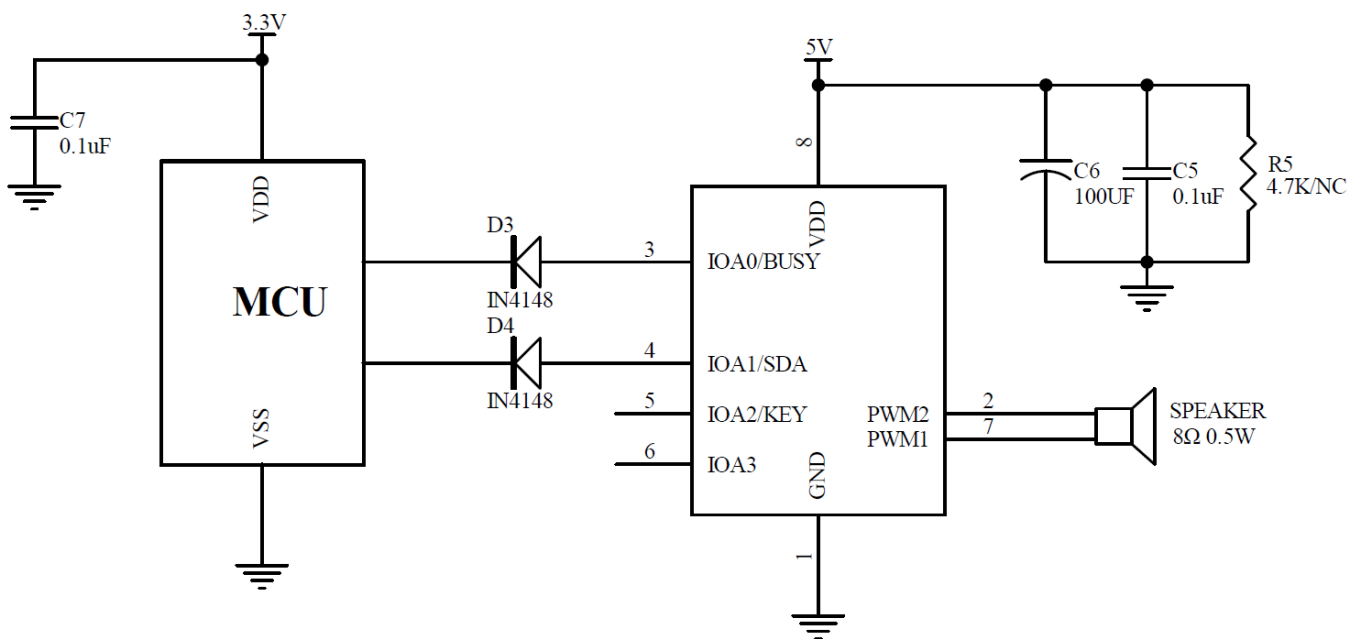 3.3V
5V
C7
0.1uF
8
C6
100UF
C5
0.1uF
R5
4.7K/NC
VDD
VDD
D3
3
IOA0/BUSY
MCU
IN4148
D4
4
IOA1/SDA
IN4148
5
IOA2/KEY
PWM2
2
SPEAKER
VSS
PWM1
7
8Ω 0.5W
6
IOA3
GND
1